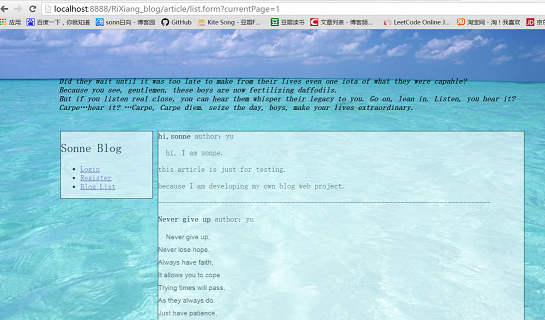 localhost:8888/RiXiang_blog/article/list.form?currentPage=1
应用 百度一下，你就知道 sonn曰向 - 博客园 GitHub Kite Song - 豆瓣F... 豆瓣读书 文章列表 - 博客插... LeetCode Online J... 淘宝网 - 淘！我喜欢
Did they wait until it was too late to make from their lives even one iota of what they were capable?
Because you see, gentlemen, these boys are now fertilizing daffodils.
But if you listen real close, you can hear them whisper their legacy to you. Go on, lean in. Listen, you hear it?
Carpe…hear it? …Carpe, Carpe diem. seize the day, boys, make your lives extraordinary.
Sonne Blog
Login
Register
Blog List
hi,sonne author: yu
hi, I am sonne.
this article is just for testing.
because I am developing my own blog web project.
Never give up author: yu
Never give up,
Never lose hope.
Always have faith,
It allows you to cope.
Trying times will pass,
As they always do.
Just have patience,